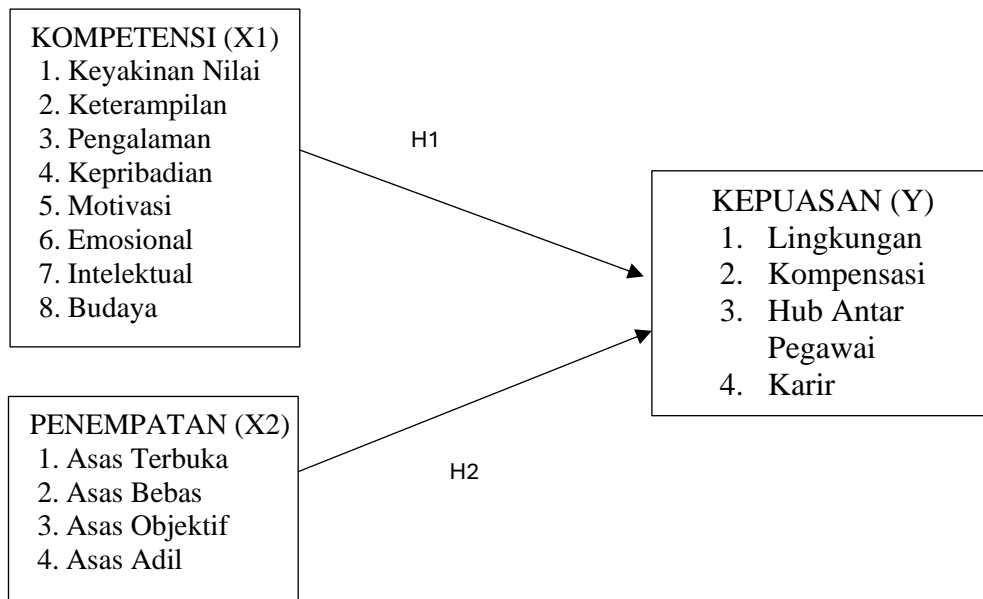 KOMPETENSI (X1)
1. Keyakinan Nilai
2. Keterampilan
3. Pengalaman
4. Kepribadian
5. Motivasi
6. Emosional
7. Intelektual
8. Budaya
H1
KEPUASAN (Y)
1. Lingkungan
2. Kompensasi
3. Hub Antar
Pegawai
4. Karir
PENEMPATAN (X2)
1. Asas Terbuka
2. Asas Bebas
3. Asas Objektif
4. Asas Adil
H2